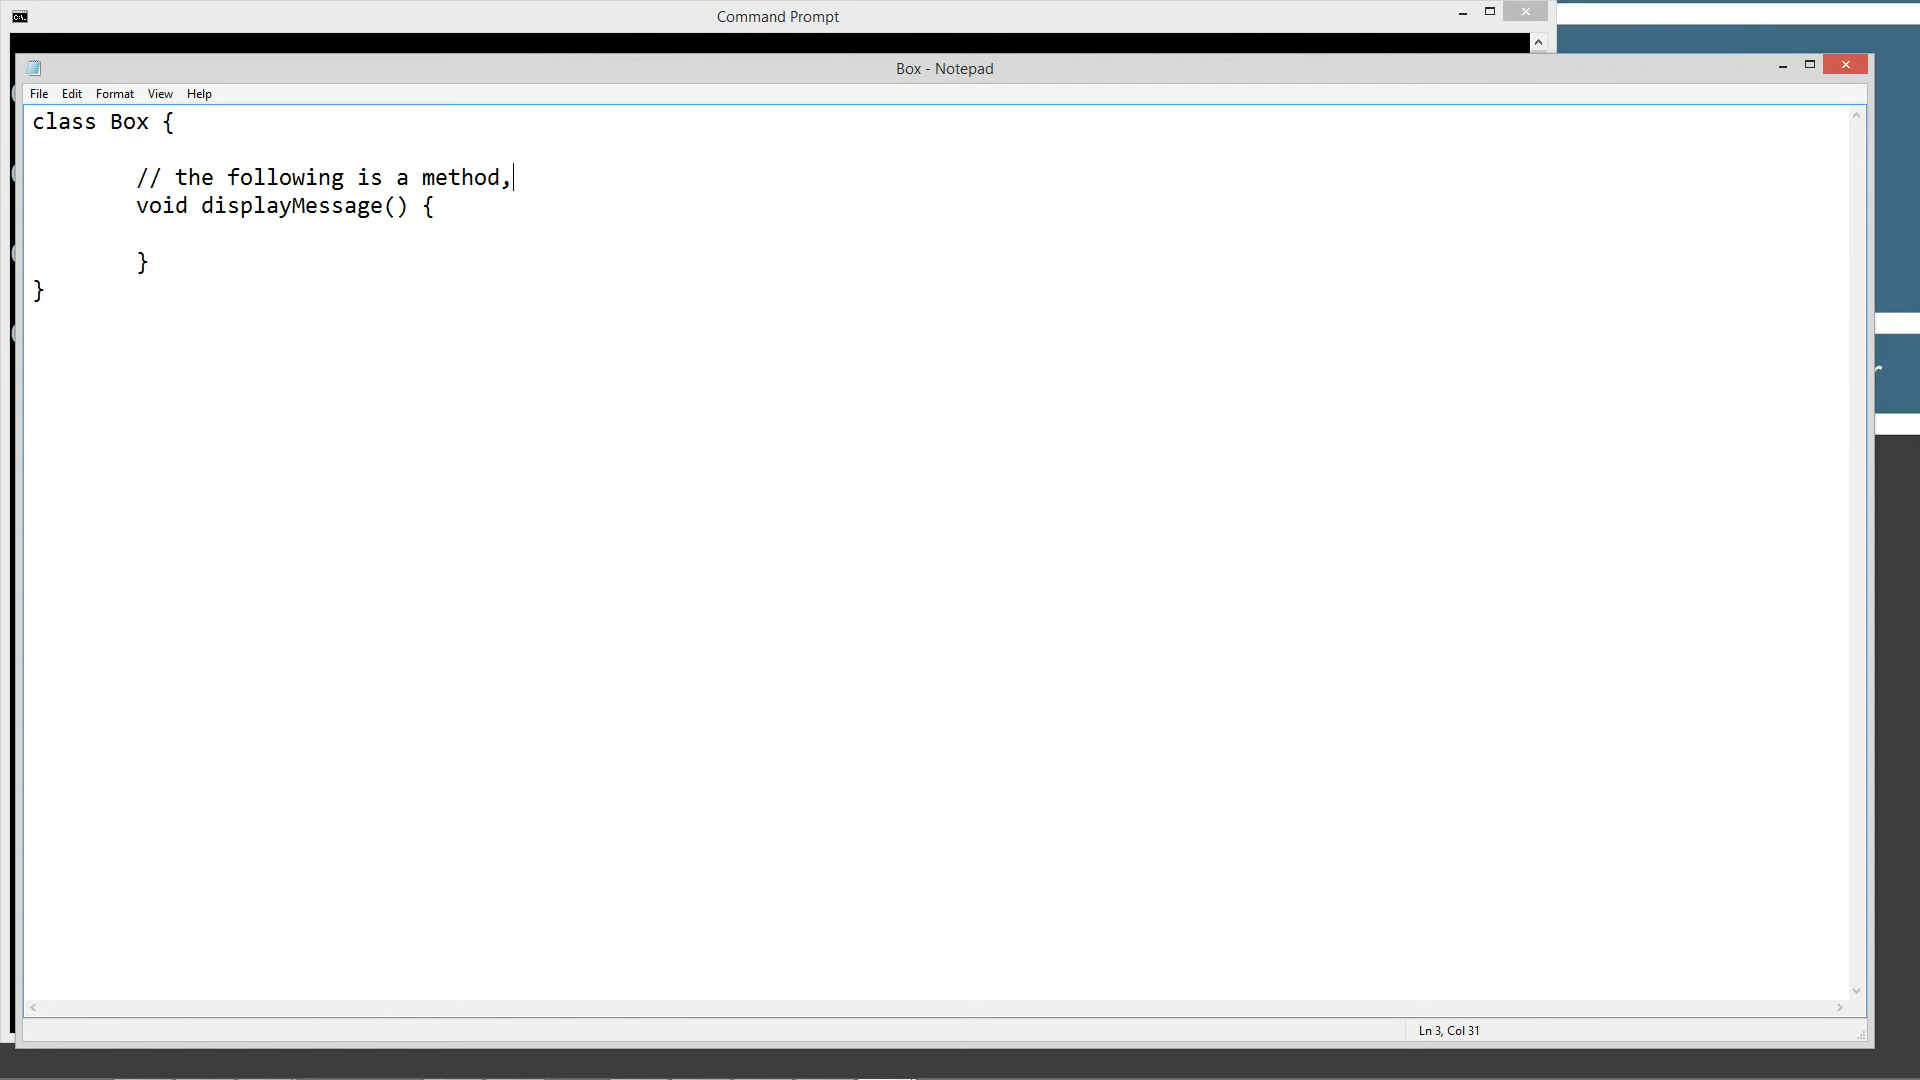 Command Prompt
Box - Notepad
File Edit Format View Help
class Box {
// the following is a method,
void displayMessage() {
}
}
Ln 3, Col 31